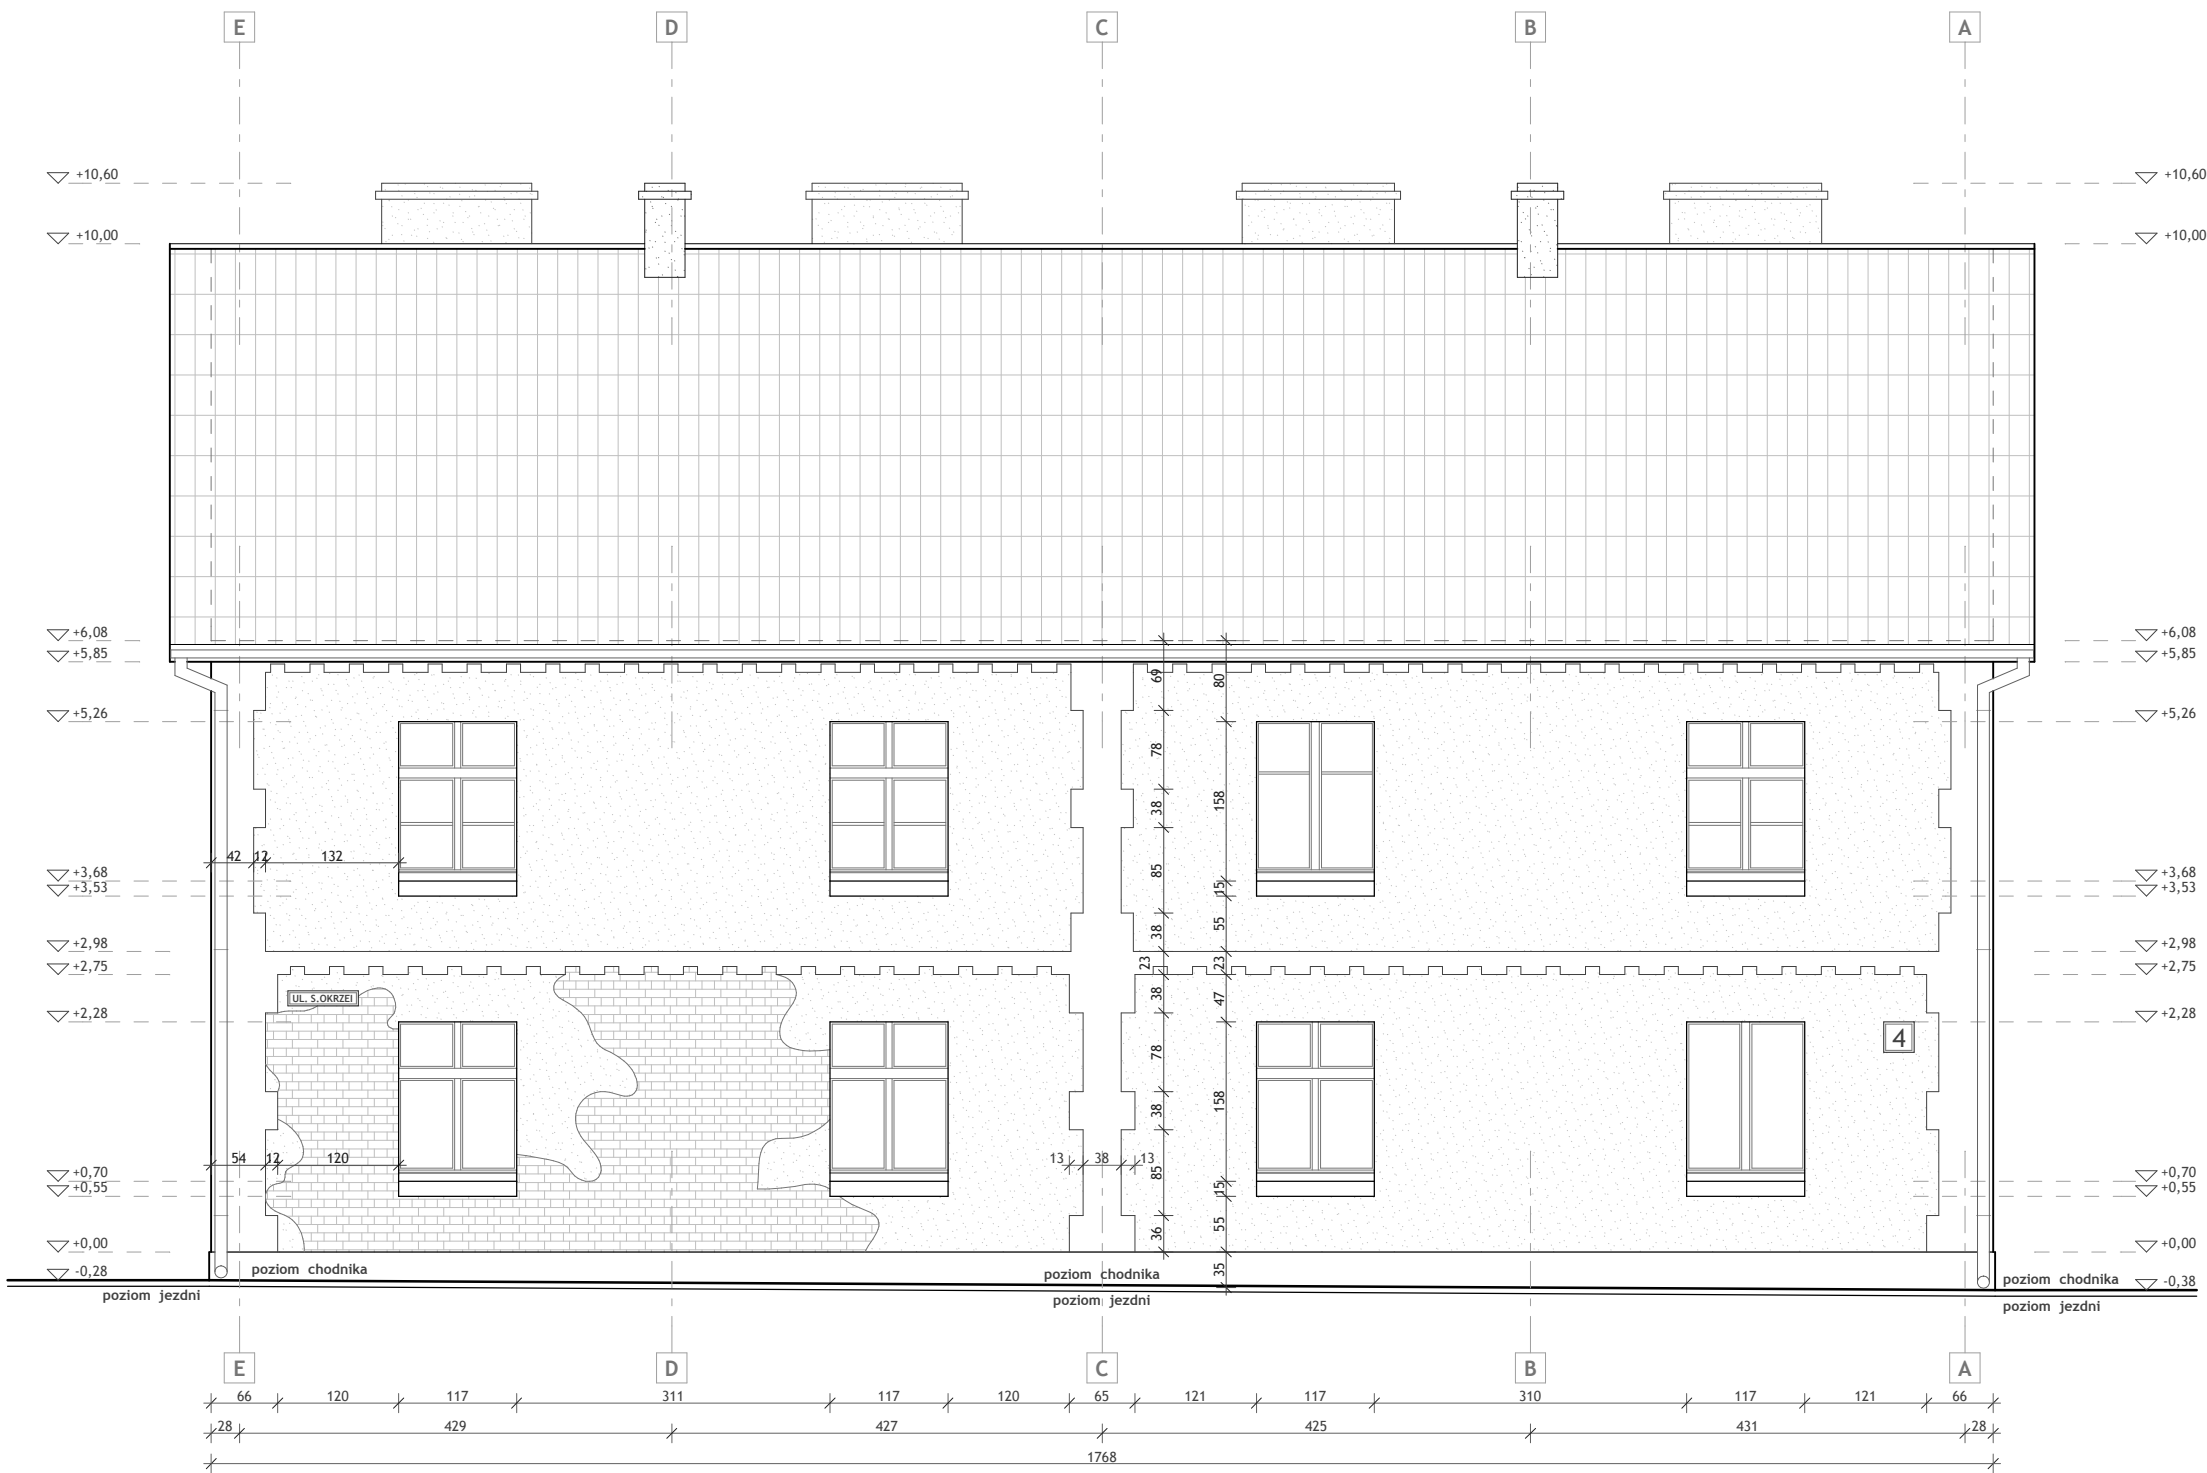 E D C B A
+10,60 +10,60
+10,00 +10,00
+6,08 +6,08
+5,85 +5,85
69 80
+5,26 +5,26
78
38 158
42 12 132
85
+3,68 15 +3,68
+3,53 +3,53
38 55
+2,98 +2,98
23 23
+2,75 +2,75
UL. S.OKRZEI
38 47
+2,28 +2,28
4
78
38 158
54 12 120 13 38 13
85
+0,70 15 +0,70
+0,55 +0,55
36 55
+0,00 +0,00
-0,28 poziom chodnika poziom chodnika 35 poziom chodnika -0,38
poziom jezdni poziom jezdni poziom jezdni
E D C B A
66 120 117 311 117 120 65 121 117 310 117 121 66
28 429 427 425 431 28
1768